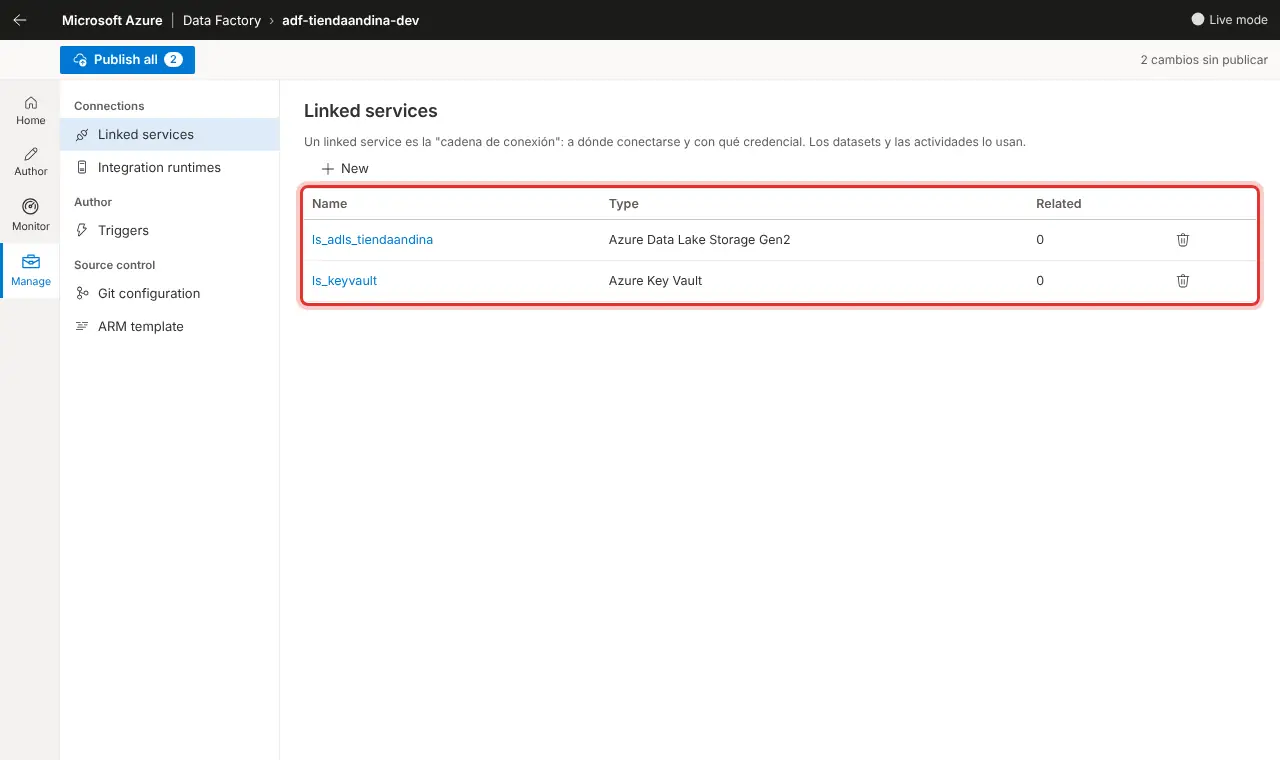 Microsoft Azure | Data Factory › adf-tiendaandina-dev
Live mode
Publish all 2
2 cambios sin publicar
Home
Author
Monitor
Manage
Connections
Linked services
Integration runtimes
Author
Triggers
Source control
Git configuration
ARM template
Linked services
Un linked service es la "cadena de conexión": a dónde conectarse y con qué credencial. Los datasets y las actividades lo usan.
New
Name Type Related
ls_adls_tiendaandina Azure Data Lake Storage Gen2 0
ls_keyvault Azure Key Vault 0